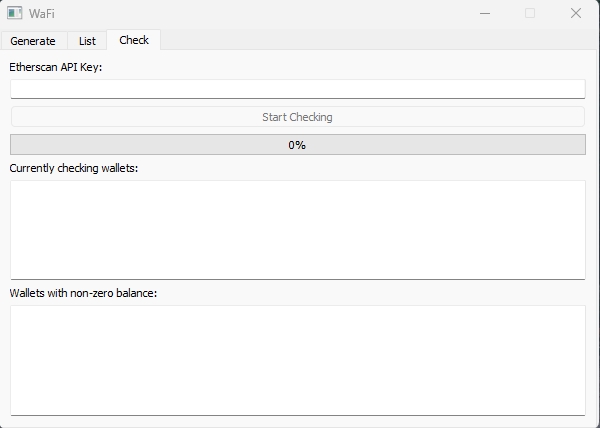 WaFi
Generate List Check
Etherscan API Key:
Start Checking
0%
Currently checking wallets:
Wallets with non-zero balance: